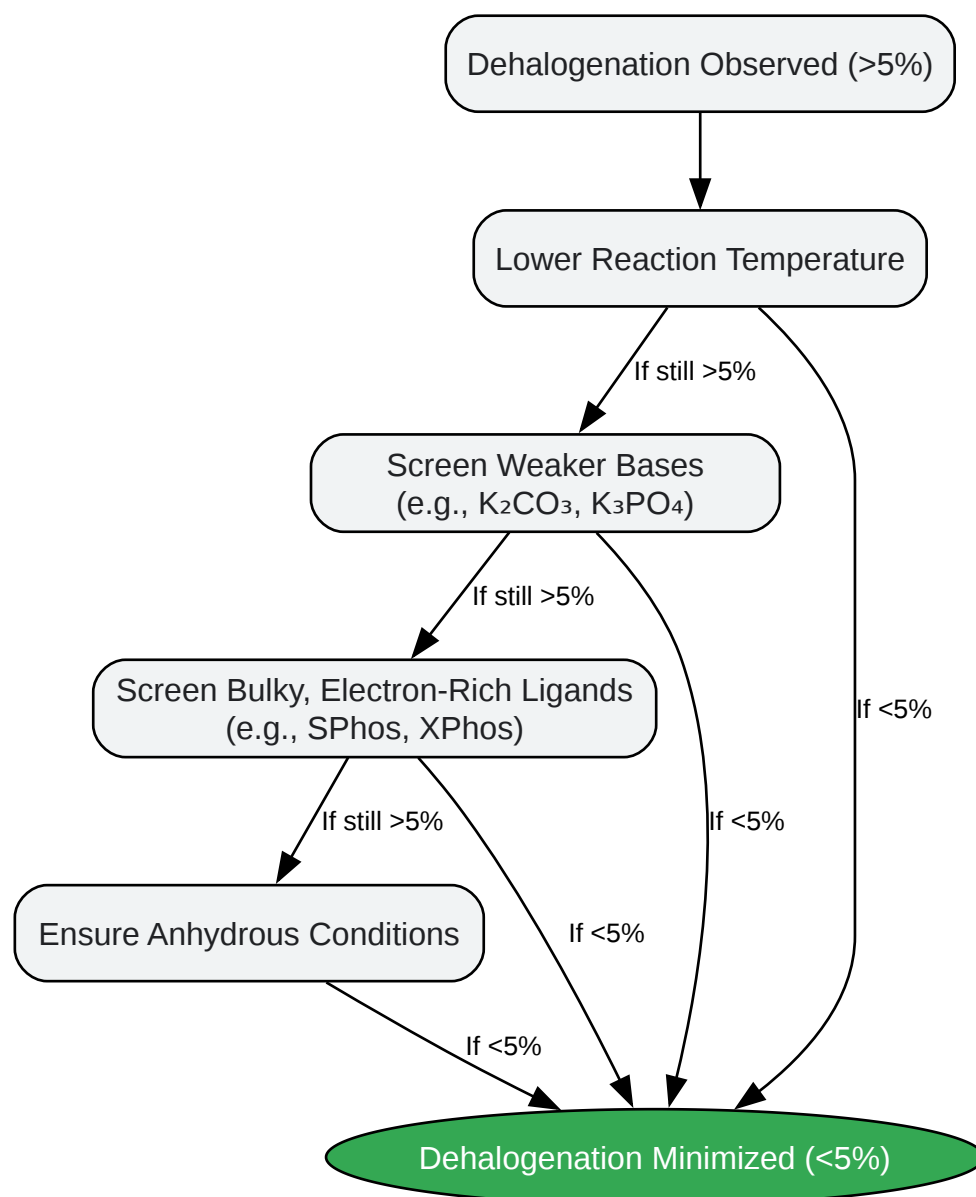 Dehalogenation Observed (>5%)
Lower Reaction Temperature
If still >5%
Screen Weaker Bases
(e.g., K₂CO₃, K₃PO₄)
If still >5%
Screen Bulky, Electron-Rich Ligands
(e.g., SPhos, XPhos)
If <5%
If still >5%
If <5%
Ensure Anhydrous Conditions
If <5%
If <5%
Dehalogenation Minimized (<5%)